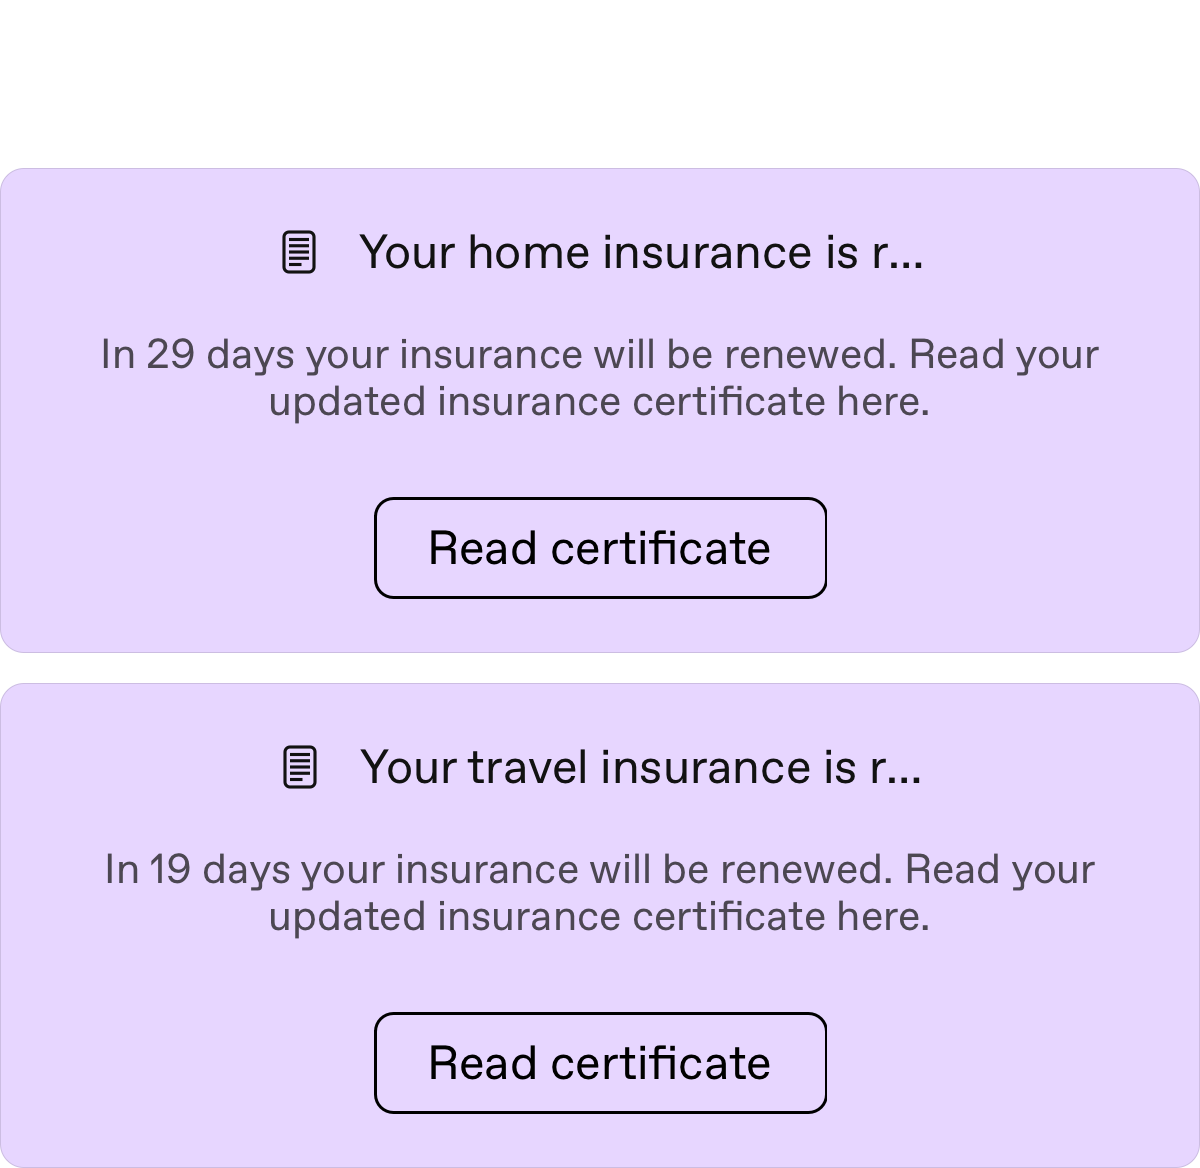 Your home insurance is r...
In 29 days your insurance will be renewed. Read your
updated insurance certificate here.
Read certificate
Your travel insurance is r...
In 19 days your insurance will be renewed. Read your
updated insurance certificate here.
Read certificate